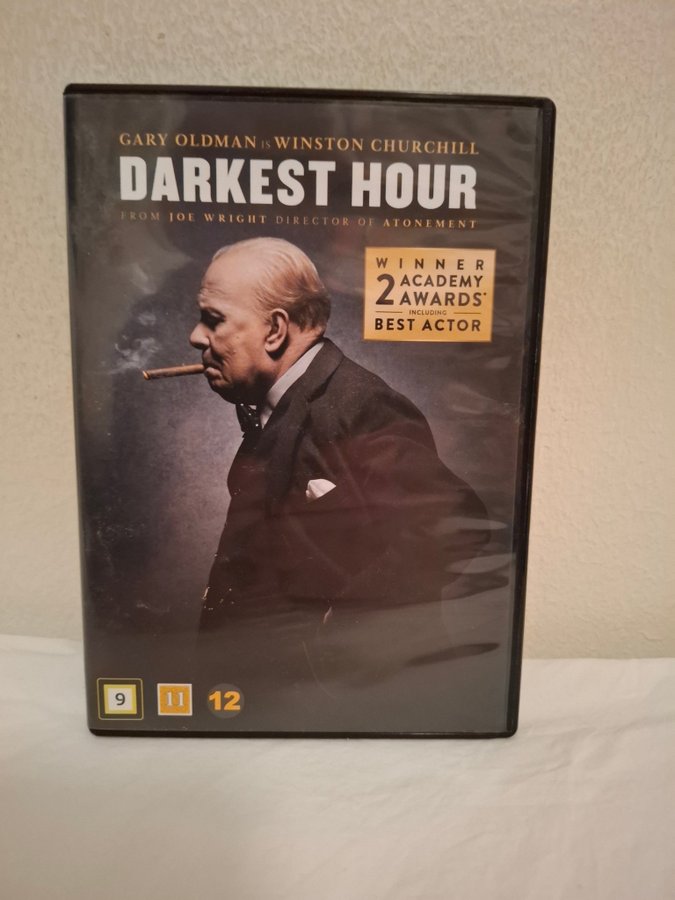 GARY OLDMAN IS WINSTON CHURCHILL
DARKEST HOUR
FROM JOE WRIGHT DIRECTOR OF ATONEMENT
WINNER
2 ACADEMY AWARDS*
INCLUDING
BEST ACTOR
9
11
12